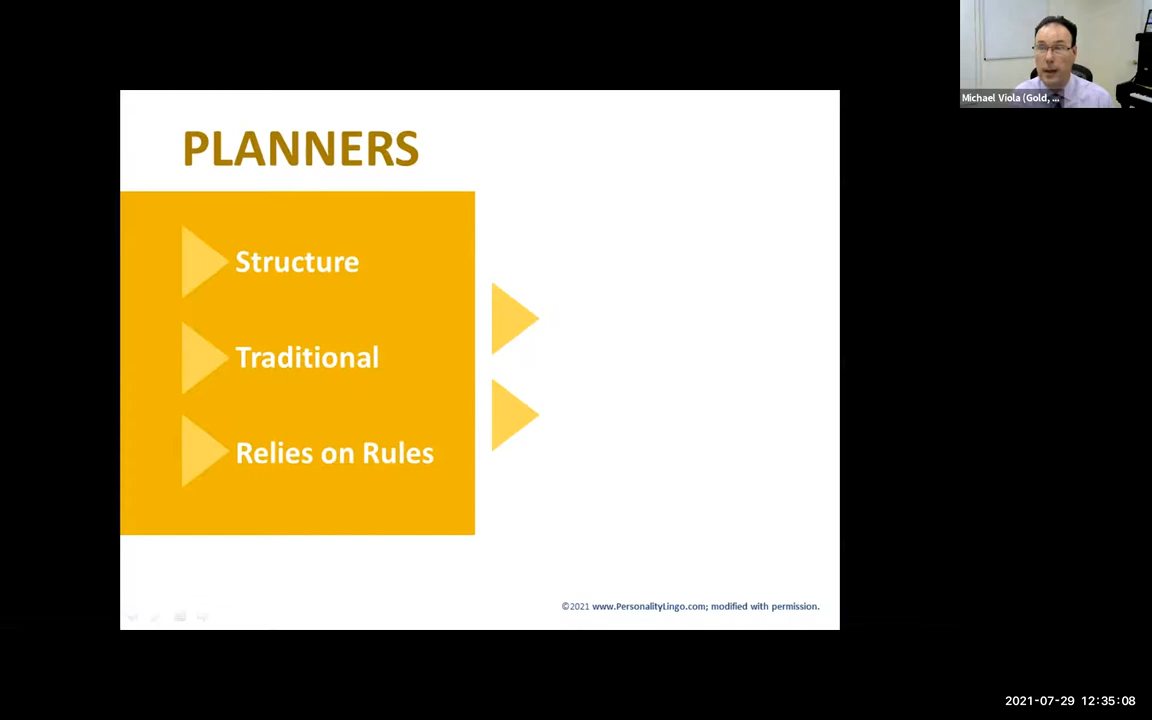 PLANNERS
Structure
Traditional
Relies on Rules
©2021 www.PersonalityLingo.com; modified with permission.
Michael Viola (Gold, ...
2021-07-29 12:35:08